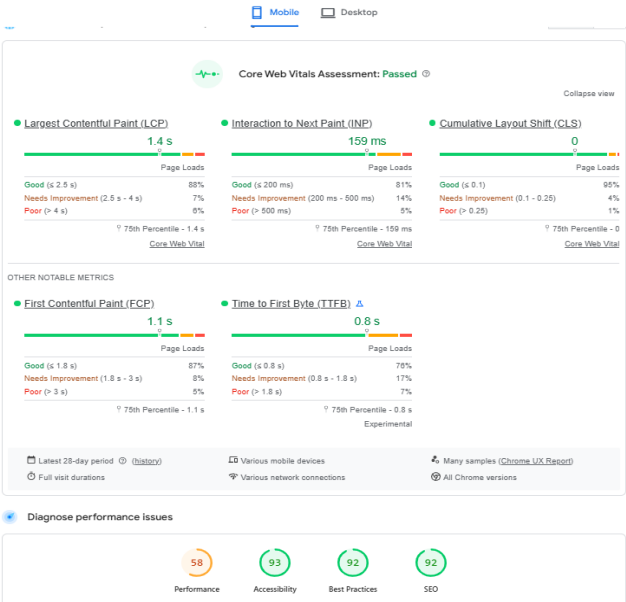 Mobile Desktop
Core Web Vitals Assessment: Passed
Collapse view
Largest Contentful Paint (LCP)
1.4 s
Page Loads
Good (≤ 2.5 s) 88%
Needs Improvement (2.5 s - 4 s) 7%
Poor (> 4 s) 6%
75th Percentile - 1.4 s
Core Web Vital
Interaction to Next Paint (INP)
159 ms
Page Loads
Good (≤ 200 ms) 81%
Needs Improvement (200 ms - 500 ms) 14%
Poor (> 500 ms) 5%
75th Percentile - 159 ms
Core Web Vital
Cumulative Layout Shift (CLS)
0
Page Loads
Good (≤ 0.1) 95%
Needs Improvement (0.1 - 0.25) 4%
Poor (> 0.25) 1%
75th Percentile - 0
Core Web Vital
OTHER NOTABLE METRICS
First Contentful Paint (FCP)
1.1 s
Page Loads
Good (≤ 1.8 s) 87%
Needs Improvement (1.8 s - 3 s) 8%
Poor (> 3 s) 5%
75th Percentile - 1.1 s
Time to First Byte (TTFB)
0.8 s
Page Loads
Good (≤ 0.8 s) 76%
Needs Improvement (0.8 s - 1.8 s) 17%
Poor (> 1.8 s) 7%
75th Percentile - 0.8 s
Experimental
Latest 28-day period (history)
Various mobile devices
Many samples (Chrome UX Report)
Full visit durations
Various network connections
All Chrome versions
Diagnose performance issues
58 93 92 92
Performance Accessibility Best Practices SEO